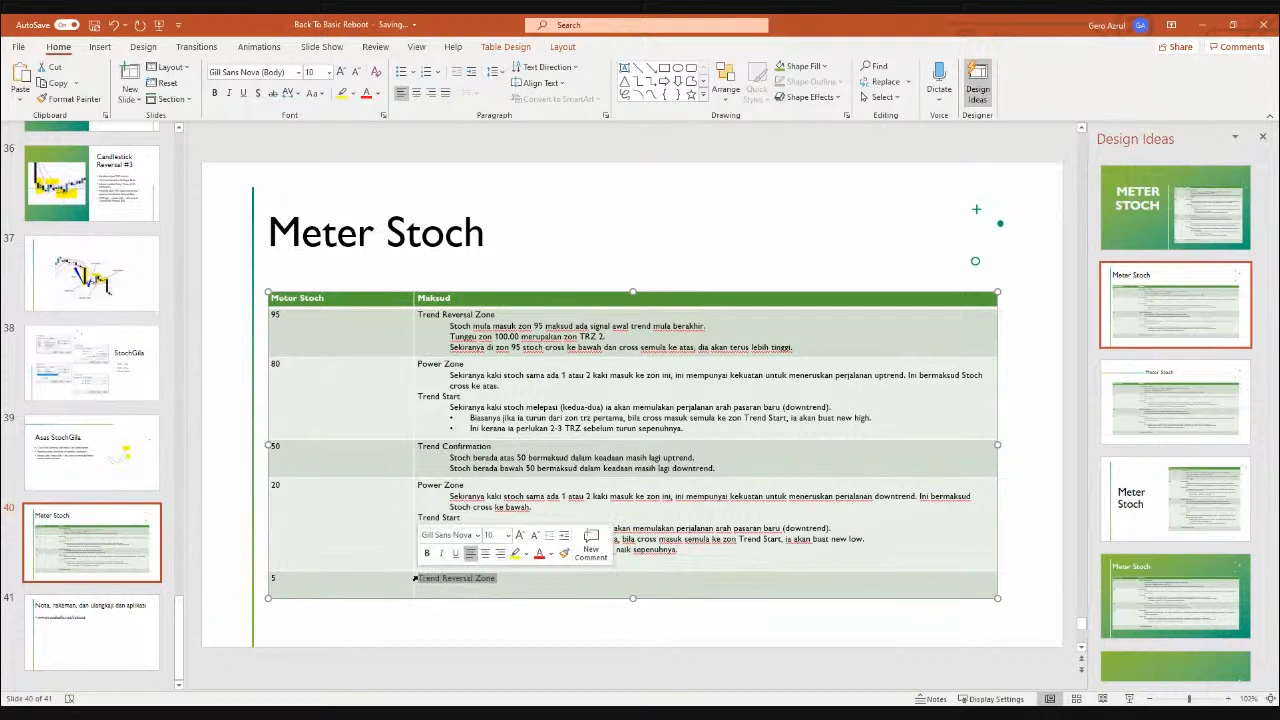 AutoSave On
Back To Basic Reboot - Saving...
Search
Gero Azrul GA
File Home Insert Design Transitions Animations Slide Show Review View Help Table Design Layout
Share Comments
Paste
Cut
Copy
Format Painter
Clipboard
New
Slide
Layout
Reset
Section
Slides
Gill Sans Nova (Body) 10
Font
Text Direction
Align Text
Convert to SmartArt
Paragraph
Arrange
Quick
Styles
Shape Fill
Shape Outline
Shape Effects
Drawing
Find
Replace
Select
Editing
Dictate
Voice
Design
Ideas
Designer
36
Candlestick
Reversal #3
37
38
StochGila
39
Asas StochGila
40
Meter Stoch
41
Nota, rakaman, dan ulangkaji dan aplikasi
Meter Stoch
Meter Stoch Maksud
95 Trend Reversal Zone
Stoch mula masuk zon 95 maksud ada signal awal trend mula berakhir.
Tunggu zon 100.00 merupakan zon TRZ 2.
Sekiranya di zon 95 stoch cross ke bawah dan cross semula ke atas, dia akan terus lebih tinggi.
80 Power Zone
Sekiranya kaki stoch sama ada 1 atau 2 kaki masuk ke zon ini, ini mempunyai kekuatan untuk meneruskan perjalanan uptrend. Ini bermaksud Stoch
cross ke atas.
Trend Start
Sekiranya kaki stoch melepasi (kedua-dua) ia akan memulakan perjalanan arah pasaran baru (downtrend).
• Biasanya jika ia turun dari zon trz pertama, bila cross masuk semula ke zon Trend Start, ia akan buat new high.
• Ini kerana ia perlukan 2-3 TRZ sebelum turun sepenuhnya.
50 Trend Confirmation
Stoch berada atas 50 bermaksud dalam keadaan masih lagi uptrend.
Stoch berada bawah 50 bermaksud dalam keadaan masih lagi downtrend.
20 Power Zone
Sekiranya kaki stoch sama ada 1 atau 2 kaki masuk ke zon ini, ini mempunyai kekuatan untuk meneruskan perjalanan downtrend. Ini bermaksud
Stoch cross ke bawah.
Trend Start
akan memulakan perjalanan arah pasaran baru (downtrend).
, bila cross masuk semula ke zon Trend Start, ia akan buat new low.
naik sepenuhnya.
Gill Sans Nova 10
New
Comment
5 Trend Reversal Zone
Design Ideas
METER
STOCH
Meter Stoch
Meter Stoch
Meter
Stoch
Meter Stoch
Slide 40 of 41
Notes Display Settings 102%